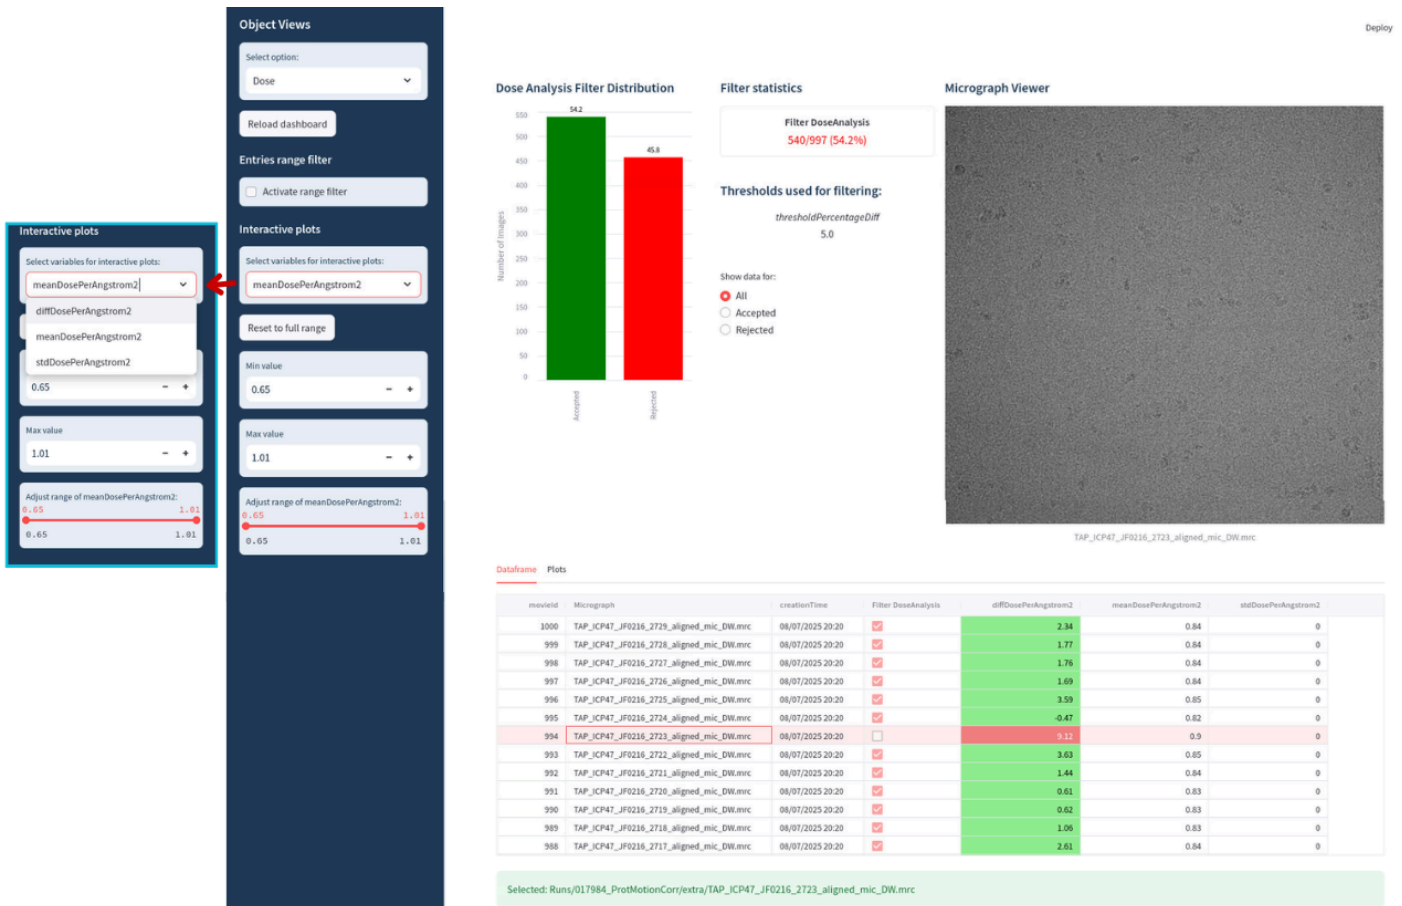 Interactive plots
Select variables for interactive plots:
meanDosePerAngstrom2
diffDosePerAngstrom2
meanDosePerAngstrom2
stdDosePerAngstrom2
0.65 - +
Max value
1.01 - +
Adjust range of meanDosePerAngstrom2:
0.65 1.01
0.65 1.01
Object Views
Select option:
Dose
Reload dashboard
Entries range filter
Activate range filter
Interactive plots
Select variables for interactive plots:
meanDosePerAngstrom2
Reset to full range
Min value
0.65 - +
Max value
1.01 - +
Adjust range of meanDosePerAngstrom2:
0.65 1.01
0.65 1.01
Deploy
Dose Analysis Filter Distribution
54.2
45.8
550
500
450
400
350
300
250
200
150
100
50
0
Number of Images
Accepted
Rejected
Filter statistics
Filter DoseAnalysis
540/997 (54.2%)
Thresholds used for filtering:
thresholdPercentageDiff
5.0
Show data for:
All
Accepted
Rejected
Micrograph Viewer
TAP_ICP47_JF0216_2723_aligned_mic_DW.mrc
Dataframe Plots
movieId Micrograph creationTime Filter DoseAnalysis diffDosePerAngstrom2 meanDosePerAngstrom2 stdDosePerAngstrom2
1000 TAP_ICP47_JF0216_2729_aligned_mic_DW.mrc 08/07/2025 20:20 2.34 0.84 0
999 TAP_ICP47_JF0216_2728_aligned_mic_DW.mrc 08/07/2025 20:20 1.77 0.84 0
998 TAP_ICP47_JF0216_2727_aligned_mic_DW.mrc 08/07/2025 20:20 1.76 0.84 0
997 TAP_ICP47_JF0216_2726_aligned_mic_DW.mrc 08/07/2025 20:20 1.69 0.84 0
996 TAP_ICP47_JF0216_2725_aligned_mic_DW.mrc 08/07/2025 20:20 3.59 0.85 0
995 TAP_ICP47_JF0216_2724_aligned_mic_DW.mrc 08/07/2025 20:20 -0.47 0.82 0
994 TAP_ICP47_JF0216_2723_aligned_mic_DW.mrc 08/07/2025 20:20 9.12 0.9 0
993 TAP_ICP47_JF0216_2722_aligned_mic_DW.mrc 08/07/2025 20:20 3.63 0.85 0
992 TAP_ICP47_JF0216_2721_aligned_mic_DW.mrc 08/07/2025 20:20 1.44 0.84 0
991 TAP_ICP47_JF0216_2720_aligned_mic_DW.mrc 08/07/2025 20:20 0.61 0.83 0
990 TAP_ICP47_JF0216_2719_aligned_mic_DW.mrc 08/07/2025 20:20 0.62 0.83 0
989 TAP_ICP47_JF0216_2718_aligned_mic_DW.mrc 08/07/2025 20:20 1.06 0.83 0
988 TAP_ICP47_JF0216_2717_aligned_mic_DW.mrc 08/07/2025 20:20 2.61 0.84 0
Selected: Runs/017984_ProtMotionCorr/extra/TAP_ICP47_JF0216_2723_aligned_mic_DW.mrc